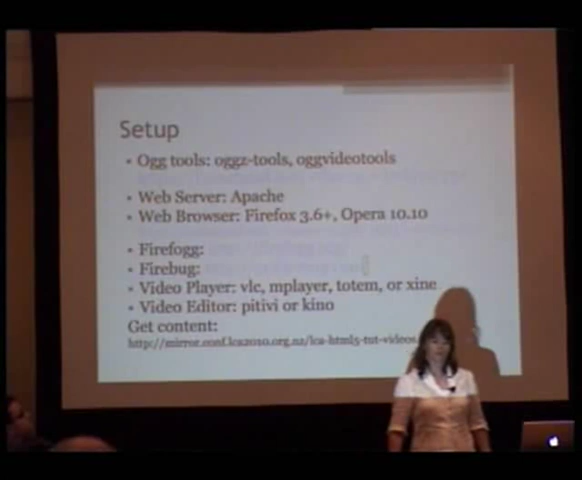 Setup
• Ogg tools: oggz-tools, oggvideotools
• Web Server: Apache
• Web Browser: Firefox 3.6+, Opera 10.10
• Firefogg:
• Firebug:
• Video Player: vlc, mplayer, totem, or xine
• Video Editor: pitivi or kino
Get content:
http://mirror.conf.lca2010.org.nz/lca-html5-tut-videos.